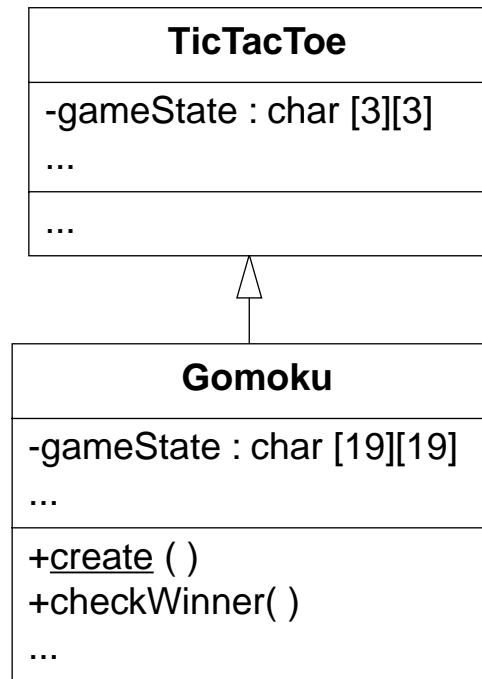 TicTacToe
-gameState : char [3][3]
...
...
Gomoku
-gameState : char [19][19]
...
+create ( )
+checkWinner( )
...